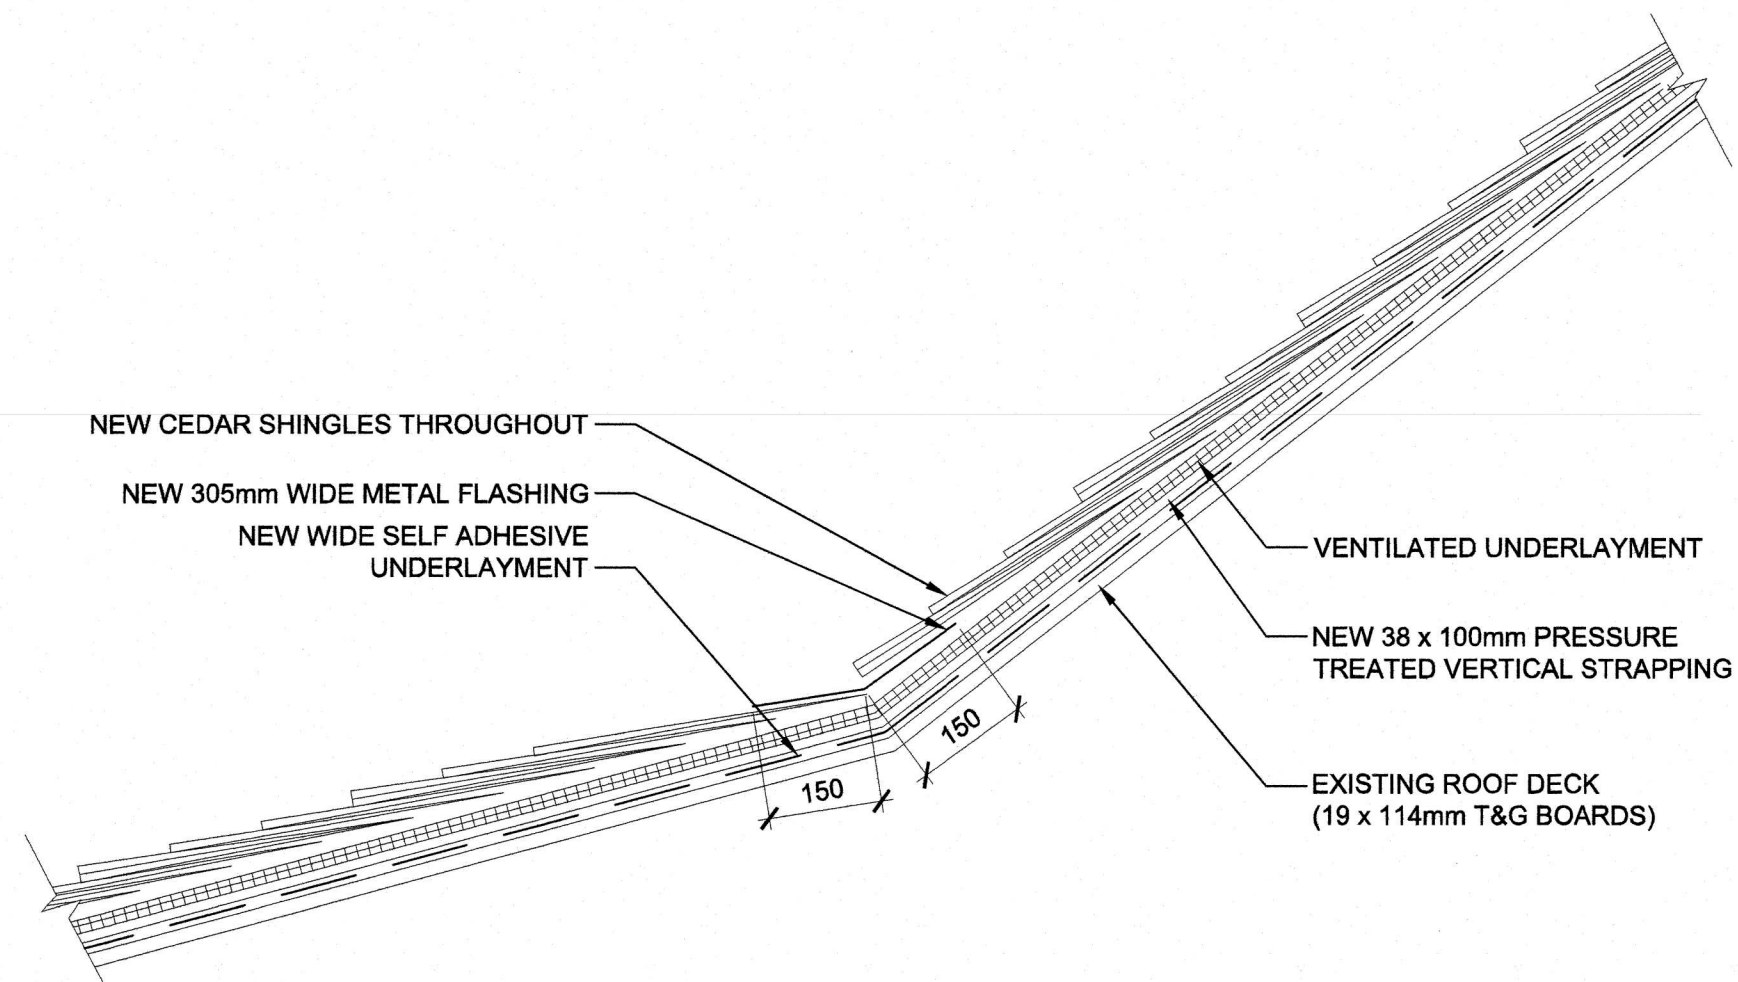 NEW CEDAR SHINGLES THROUGHOUT
NEW 305mm WIDE METAL FLASHING
NEW WIDE SELF ADHESIVE
UNDERLAYMENT
VENTILATED UNDERLAYMENT
NEW 38 x 100mm PRESSURE
TREATED VERTICAL STRAPPING
EXISTING ROOF DECK
(19 x 114mm T&G BOARDS)
150
150